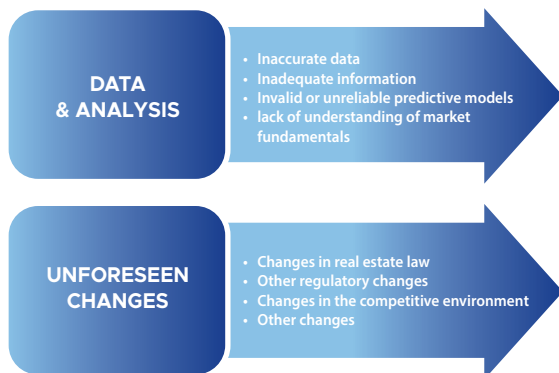 DATA
& ANALYSIS
• Inaccurate data
• Inadequate information
• Invalid or unreliable predictive models
• lack of understanding of market
fundamentals
UNFORESEEN
CHANGES
• Changes in real estate law
• Other regulatory changes
• Changes in the competitive environment
• Other changes